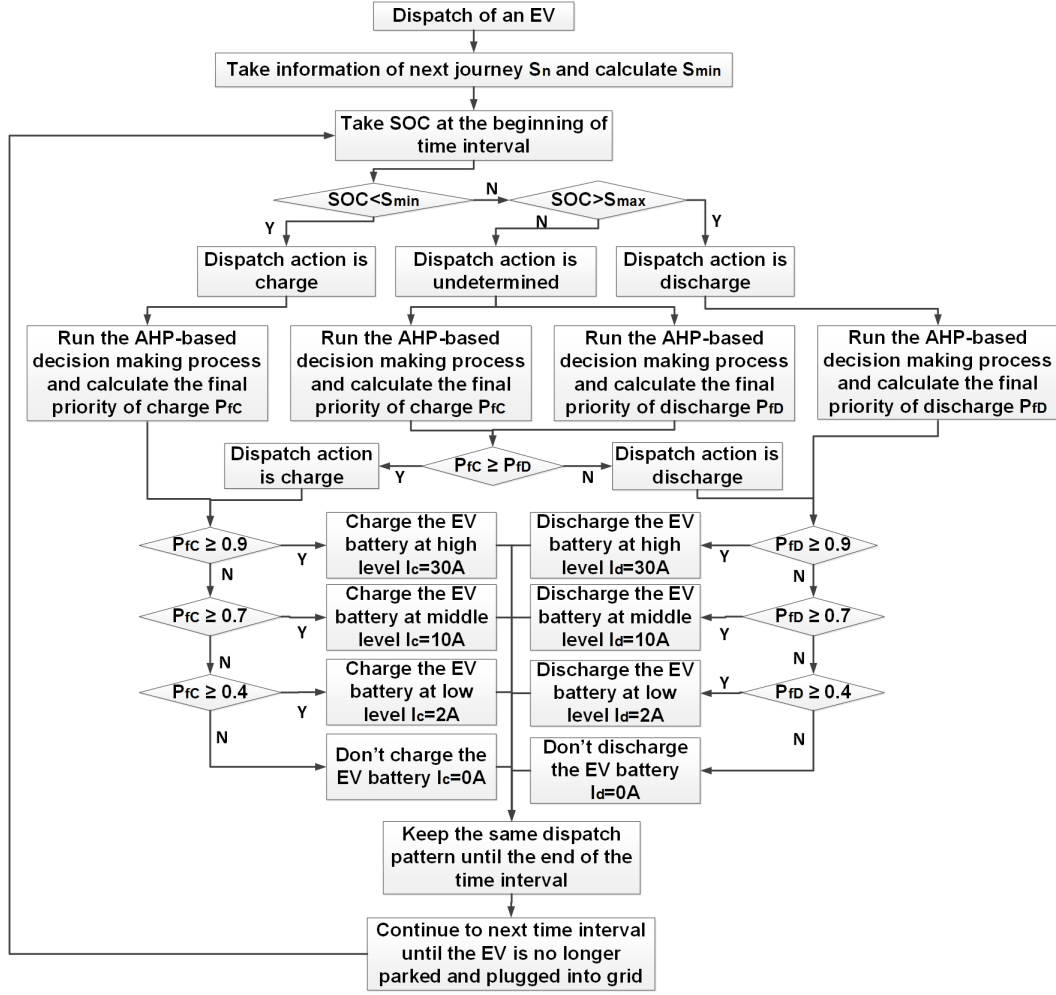 Dispatch of an EV
Take information of next journey Sn and calculate Smin
Take SOC at the beginning of
time interval
SOC<Smin
N
SOC>Smax
Y
N
Y
Dispatch action is
charge
Dispatch action is
undetermined
Dispatch action is
discharge
Run the AHP-based
decision making process
and calculate the final
priority of charge PfC
Run the AHP-based
decision making process
and calculate the final
priority of charge PfC
Run the AHP-based
decision making process
and calculate the final
priority of discharge PfD
Run the AHP-based
decision making process
and calculate the final
priority of discharge PfD
Dispatch action
is charge
Y
PfC ≥ PfD
N
Dispatch action is
discharge
PfC ≥ 0.9
Y
N
Charge the EV
battery at high
level Ic=30A
Discharge the EV
battery at high
level Id=30A
Y
PfD ≥ 0.9
N
PfC ≥ 0.7
Y
N
Charge the EV
battery at middle
level Ic=10A
Discharge the EV
battery at middle
level Id=10A
Y
PfD ≥ 0.7
N
PfC ≥ 0.4
Y
N
Charge the EV
battery at low
level Ic=2A
Discharge the EV
battery at low
level Id=2A
Y
PfD ≥ 0.4
N
Don't charge the
EV battery Ic=0A
Don't discharge
the EV battery
Id=0A
Keep the same dispatch
pattern until the end of the
time interval
Continue to next time interval
until the EV is no longer
parked and plugged into grid